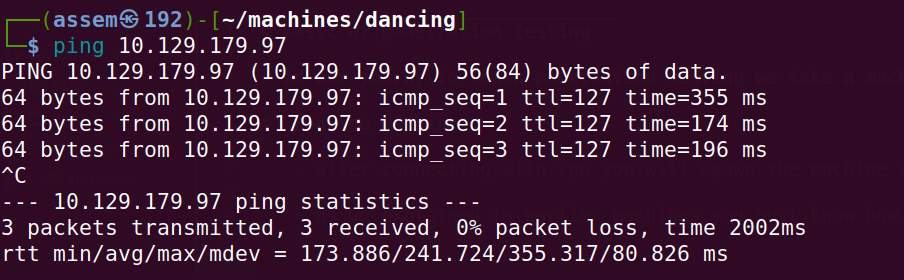 ┌──(assem㉿192)-[~/machines/dancing]
└─$ ping 10.129.179.97
PING 10.129.179.97 (10.129.179.97) 56(84) bytes of data.
64 bytes from 10.129.179.97: icmp_seq=1 ttl=127 time=355 ms
64 bytes from 10.129.179.97: icmp_seq=2 ttl=127 time=174 ms
64 bytes from 10.129.179.97: icmp_seq=3 ttl=127 time=196 ms
^C
--- 10.129.179.97 ping statistics ---
3 packets transmitted, 3 received, 0% packet loss, time 2002ms
rtt min/avg/max/mdev = 173.886/241.724/355.317/80.826 ms